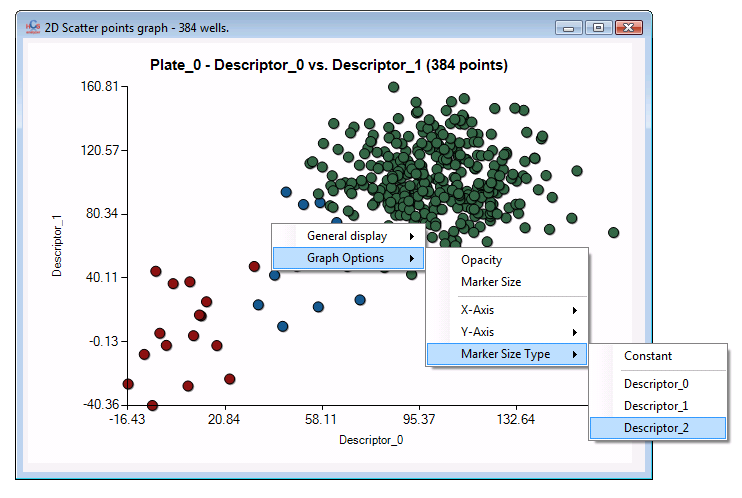 2D Scatter points graph - 384 wells.
Plate_0 - Descriptor_0 vs. Descriptor_1 (384 points)
160.81
120.57
80.34
40.11
-0.13
-40.36
Descriptor_1
-16.43
20.84
58.11
95.37
132.64
Descriptor_0
General display
Graph Options
Opacity
Marker Size
X-Axis
Y-Axis
Marker Size Type
Constant
Descriptor_0
Descriptor_1
Descriptor_2